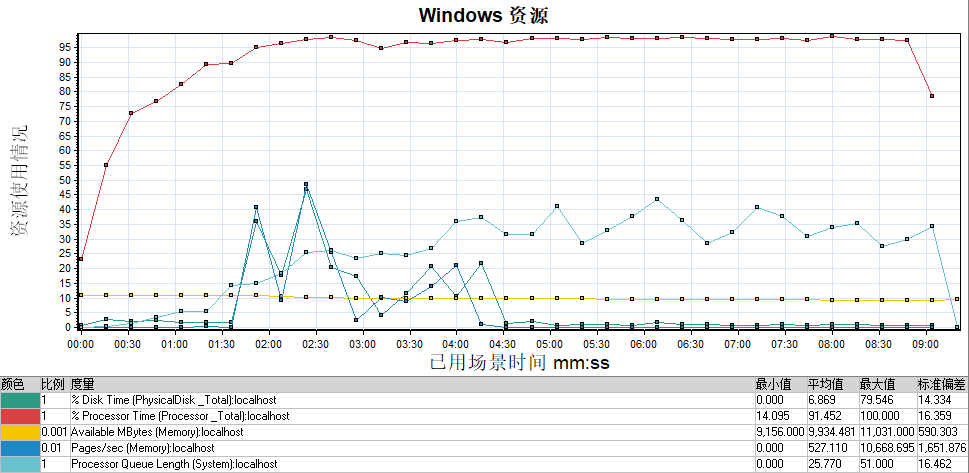 Windows 资源
资源使用情况
95
90
85
80
75
70
65
60
55
50
45
40
35
30
25
20
15
10
5
0
00:00 00:30 01:00 01:30 02:00 02:30 03:00 03:30 04:00 04:30 05:00 05:30 06:00 06:30 07:00 07:30 08:00 08:30 09:00
已用场景时间 mm:ss
颜色 比例 度量 最小值 平均值 最大值 标准偏差
1 % Disk Time (PhysicalDisk _Total):localhost 0.000 6.869 79.546 14.334
1 % Processor Time (Processor _Total):localhost 14.095 91.452 100.000 16.359
0.001 Available MBytes (Memory):localhost 9,156.000 9,934.481 11,031.000 590.303
0.01 Pages/sec (Memory):localhost 0.000 527.110 10,668.695 1,651.876
1 Processor Queue Length (System):localhost 0.000 25.770 51.000 16.462